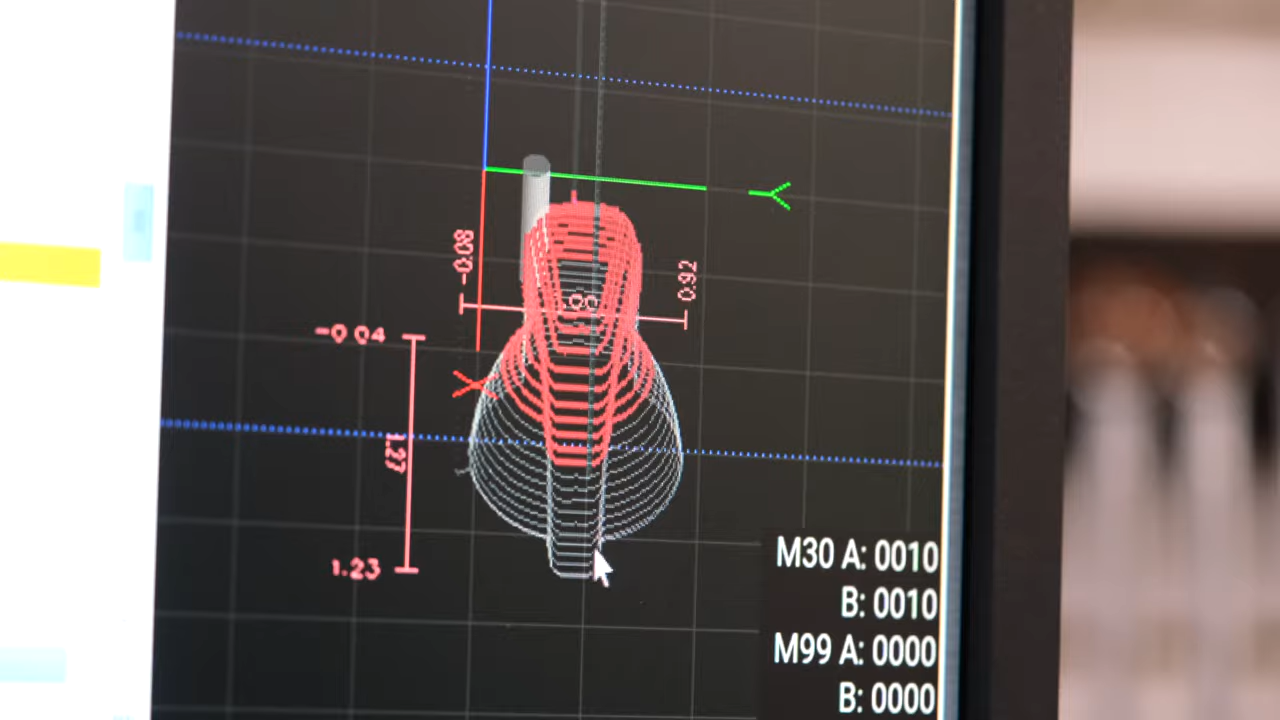 Y
-0.08
0.92
-0.04
X
1.27
1.23
M30 A: 0010
B: 0010
M99 A: 0000
B: 0000